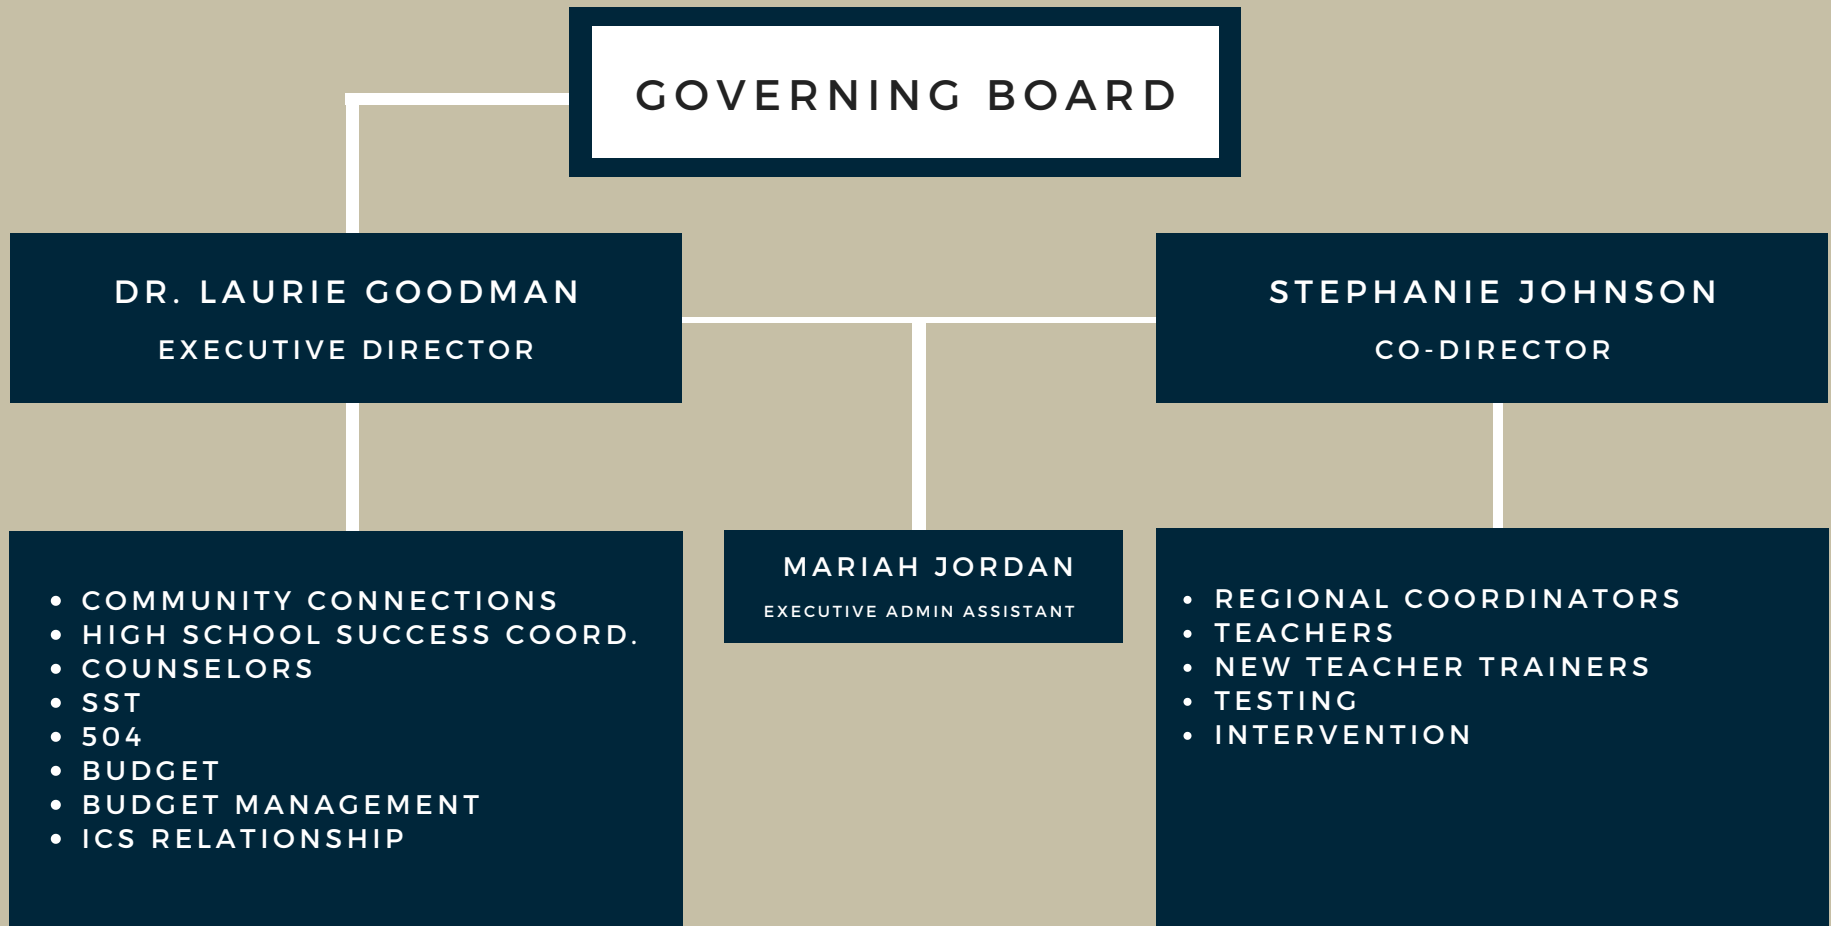 GOVERNING BOARD
DR. LAURIE GOODMAN
EXECUTIVE DIRECTOR
STEPHANIE JOHNSON
CO-DIRECTOR
• COMMUNITY CONNECTIONS
• HIGH SCHOOL SUCCESS COORD.
• COUNSELORS
• SST
• 504
• BUDGET
• BUDGET MANAGEMENT
• ICS RELATIONSHIP
MARIAH JORDAN
EXECUTIVE ADMIN ASSISTANT
• REGIONAL COORDINATORS
• TEACHERS
• NEW TEACHER TRAINERS
• TESTING
• INTERVENTION